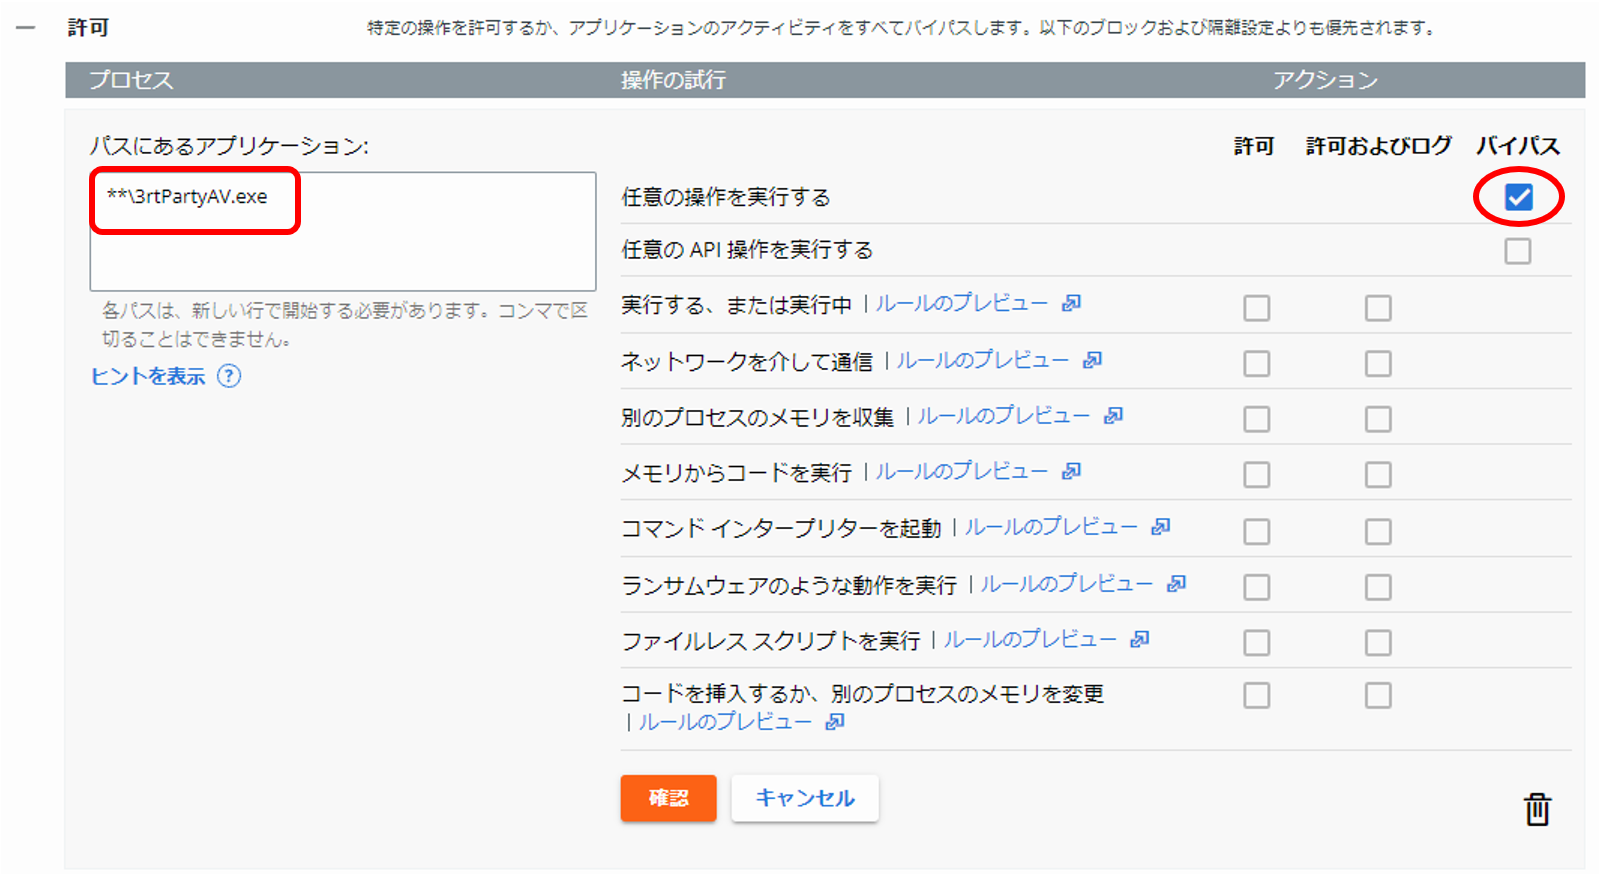 許可 特定の操作を許可するか、アプリケーションのアクティビティをすべてバイパスします。以下のブロックおよび隔離設定よりも優先されます。
プロセス 操作の試行 アクション
パスにあるアプリケーション: 許可 許可およびログ バイパス
**\3rtPartyAV.exe
各パスは、新しい行で開始する必要があります。コンマで区
切ることはできません。
ヒントを表示 ?
任意の操作を実行する
任意の API 操作を実行する
実行する、または実行中 | ルールのプレビュー
ネットワークを介して通信 | ルールのプレビュー
別のプロセスのメモリを収集 | ルールのプレビュー
メモリからコードを実行 | ルールのプレビュー
コマンド インタープリターを起動 | ルールのプレビュー
ランサムウェアのような動作を実行 | ルールのプレビュー
ファイルレス スクリプトを実行 | ルールのプレビュー
コードを挿入するか、別のプロセスのメモリを変更
| ルールのプレビュー
確認 キャンセル